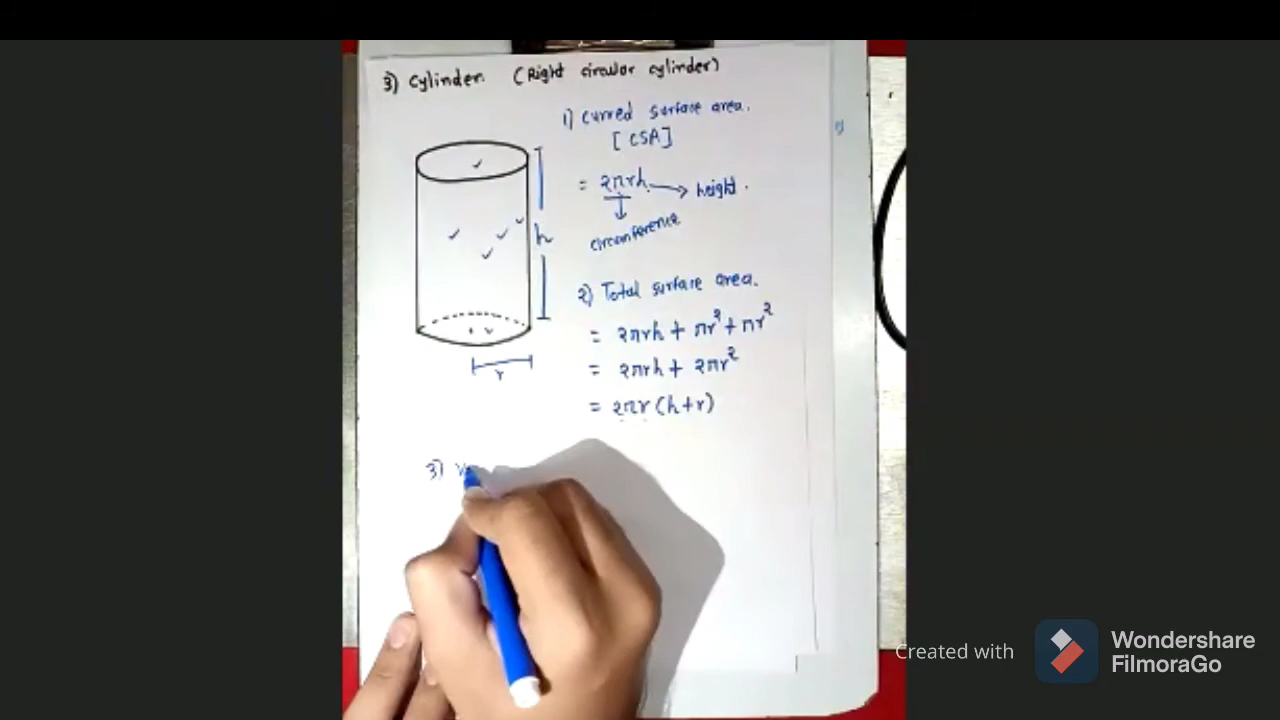 3) Cylinder. (Right circular cylinder)
1) Curved surface area.
[CSA]
= 2πrh → height.
circumference
h
2) Total surface area.
= 2πrh + πr² + πr²
= 2πrh + 2πr²
= 2πr (h+r)
r
3) V
Created with Wondershare FilmoraGo